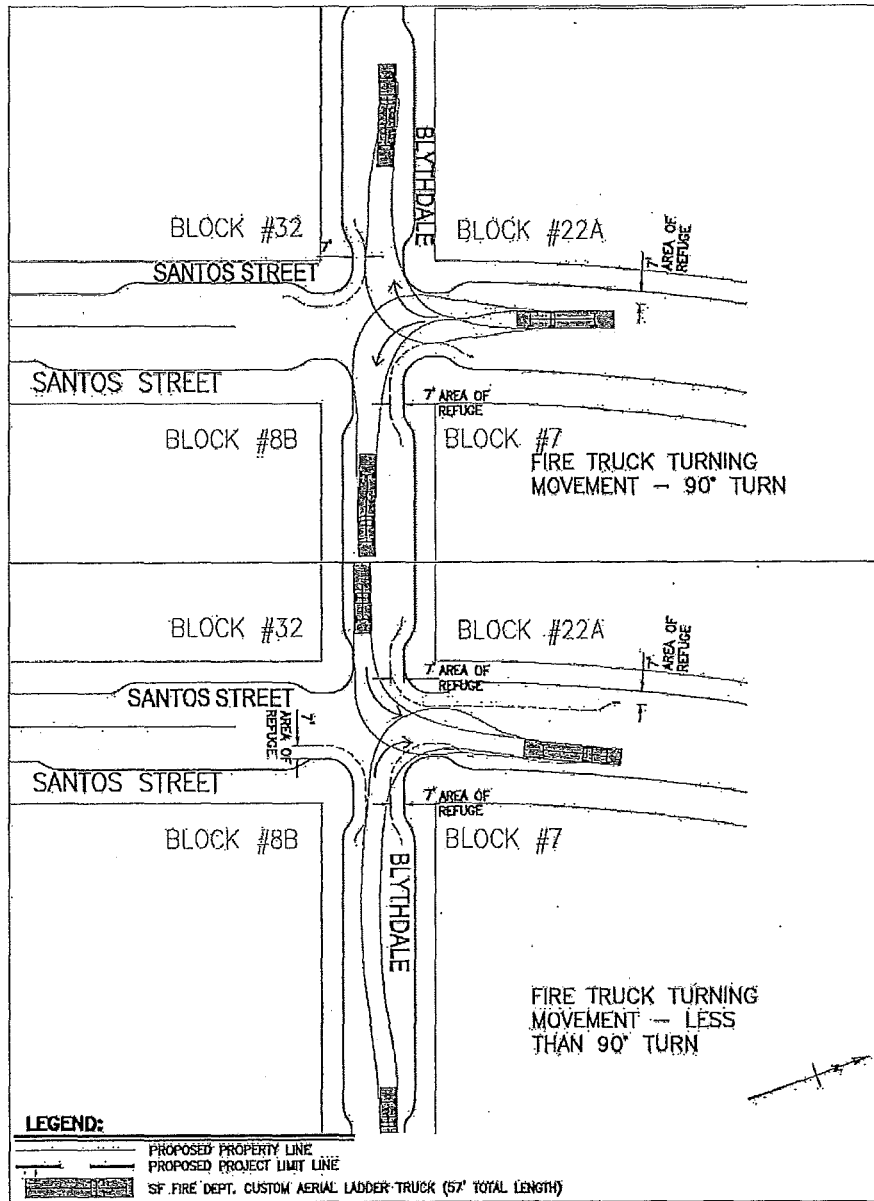 BLYTHDALE
BLOCK #32
BLOCK #22A
7'
SANTOS STREET
7'
AREA OF
REFUGE
SANTOS STREET
7' AREA OF
REFUGE
BLOCK #8B
BLOCK #7
FIRE TRUCK TURNING
MOVEMENT - 90° TURN
BLOCK #32
BLOCK #22A
7' AREA OF
REFUGE
7'
AREA OF
REFUGE
SANTOS STREET
7'
AREA OF
REFUGE
SANTOS STREET
7' AREA OF
REFUGE
BLOCK #8B
BLOCK #7
BLYTHDALE
FIRE TRUCK TURNING
MOVEMENT - LESS
THAN 90° TURN
LEGEND:
PROPOSED PROPERTY LINE
PROPOSED PROJECT LIMIT LINE
SF FIRE DEPT. CUSTOM AERIAL LADDER TRUCK (57' TOTAL LENGTH)